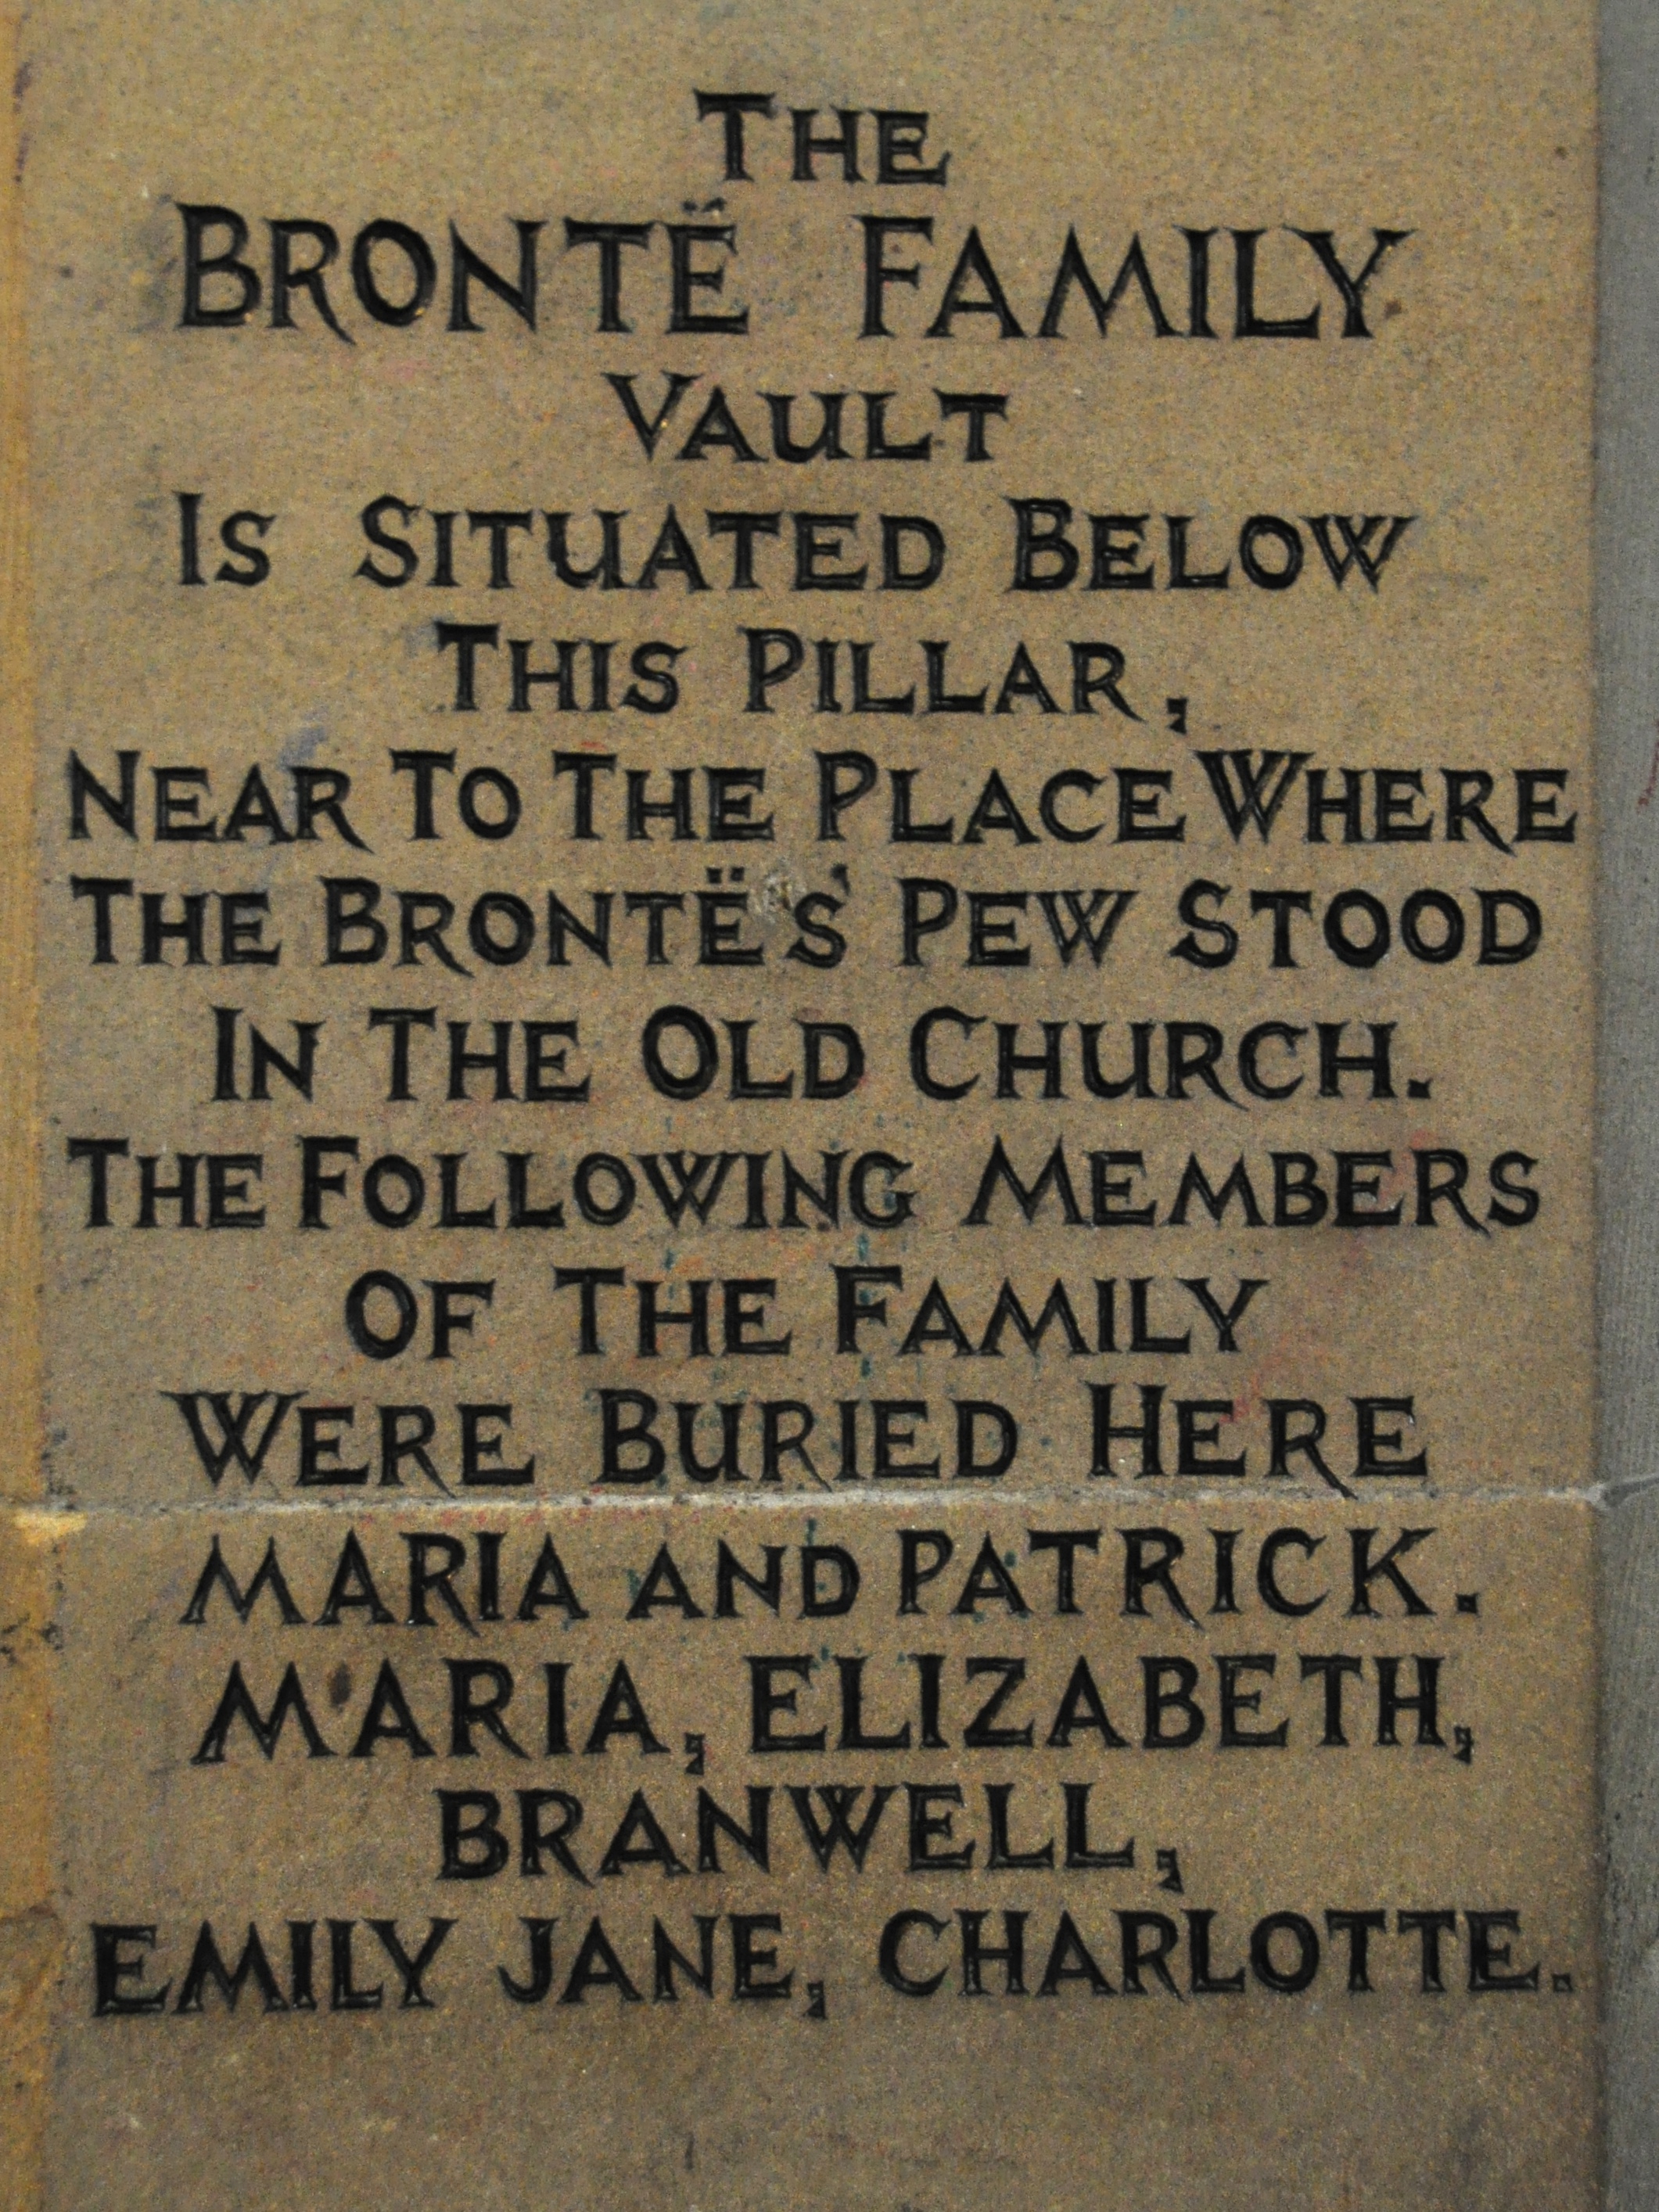 THE
BRONTË FAMILY
VAULT
IS SITUATED BELOW
THIS PILLAR,
NEAR TO THE PLACE WHERE
THE BRONTËS' PEW STOOD
IN THE OLD CHURCH.
THE FOLLOWING MEMBERS
OF THE FAMILY
WERE BURIED HERE
MARIA AND PATRICK.
MARIA, ELIZABETH,
BRANWELL,
EMILY JANE, CHARLOTTE.